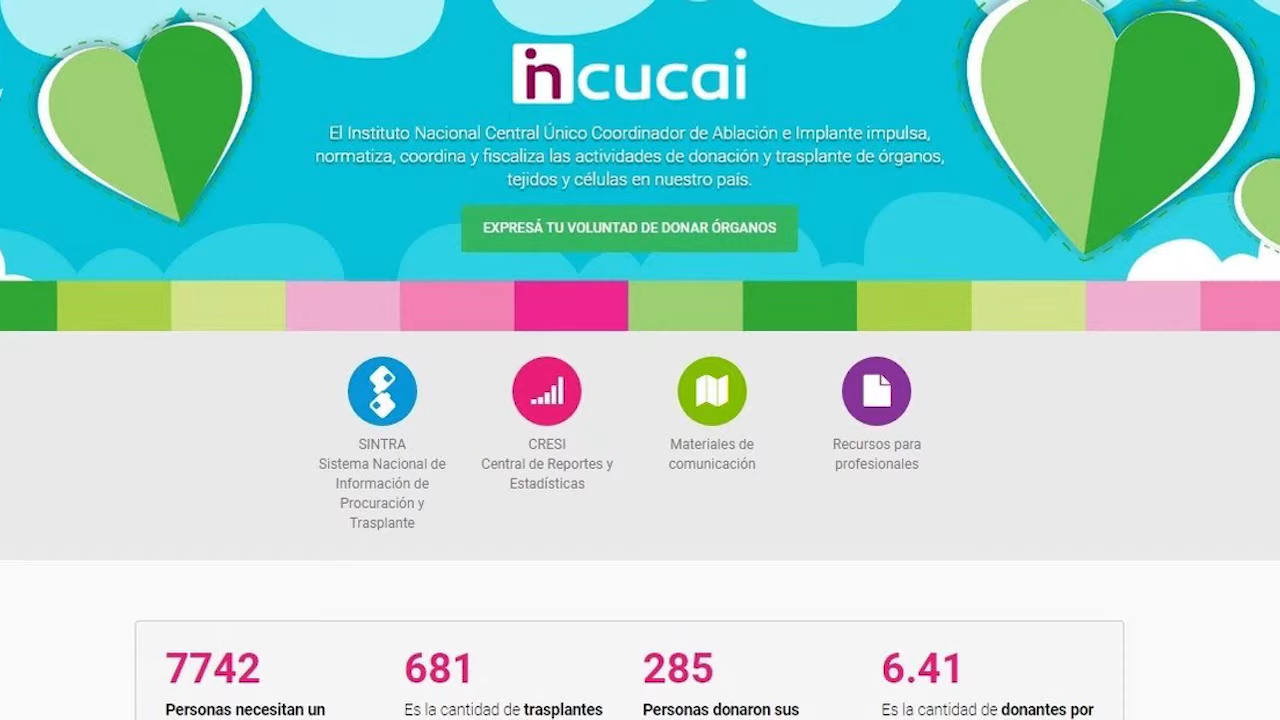 incucai
El Instituto Nacional Central Único Coordinador de Ablación e Implante impulsa,
normatiza, coordina y fiscaliza las actividades de donación y trasplante de órganos,
tejidos y células en nuestro país.
EXPRESÁ TU VOLUNTAD DE DONAR ÓRGANOS
SINTRA
Sistema Nacional de
Información de
Procuración y
Trasplante
CRESI
Central de Reportes y
Estadísticas
Materiales de
comunicación
Recursos para
profesionales
7742
Personas necesitan un
681
Es la cantidad de trasplantes
285
Personas donaron sus
6.41
Es la cantidad de donantes por